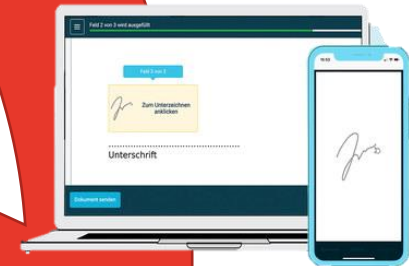 Feld 2 von 3 wird ausgefüllt
Feld 3 von 3
Zum Unterzeichnen
anklicken
Unterschrift
Dokument senden